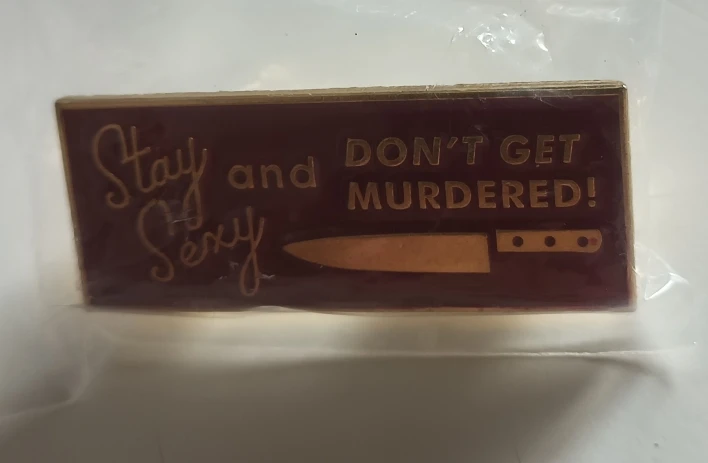 Stay
Sexy
and
DON'T GET
MURDERED!